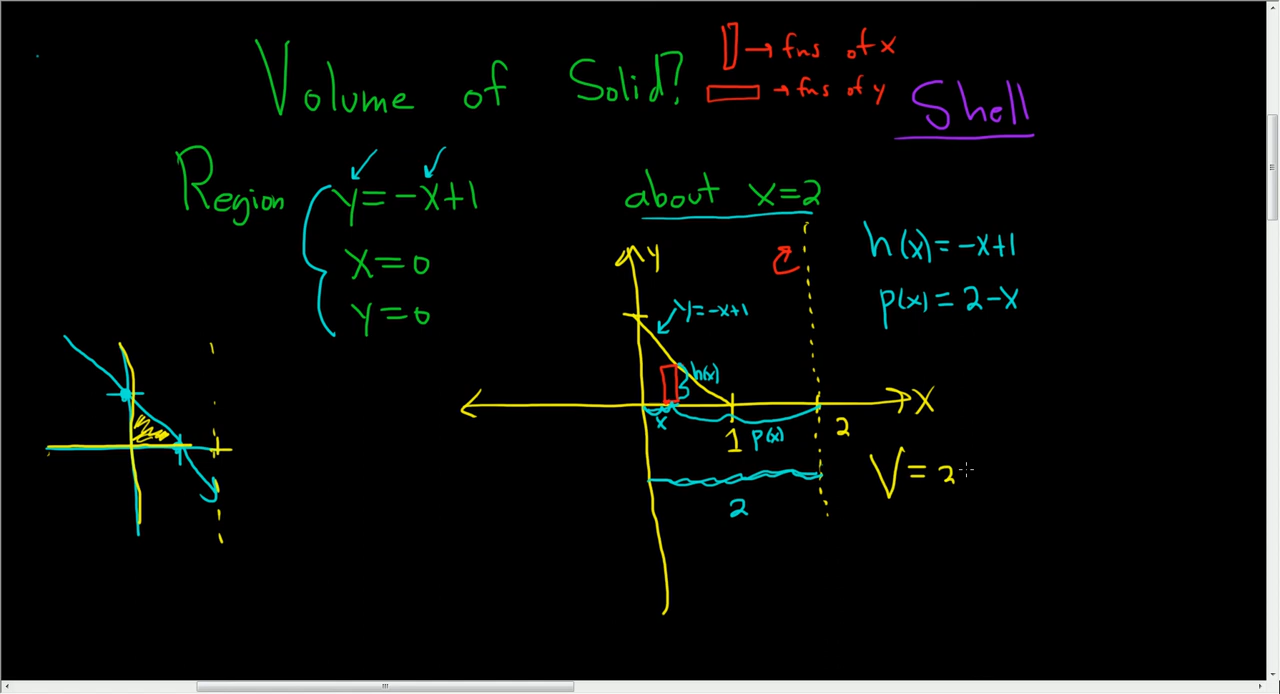 Volume of Solid?
→ fns of x
→ fns of y
Shell
Region
y = -x+1
x = 0
y = 0
about x=2
h(x) = -x+1
p(x) = 2-x
y
y=-x+1
h(x)
x
x
1
p(x)
2
2
V = 2